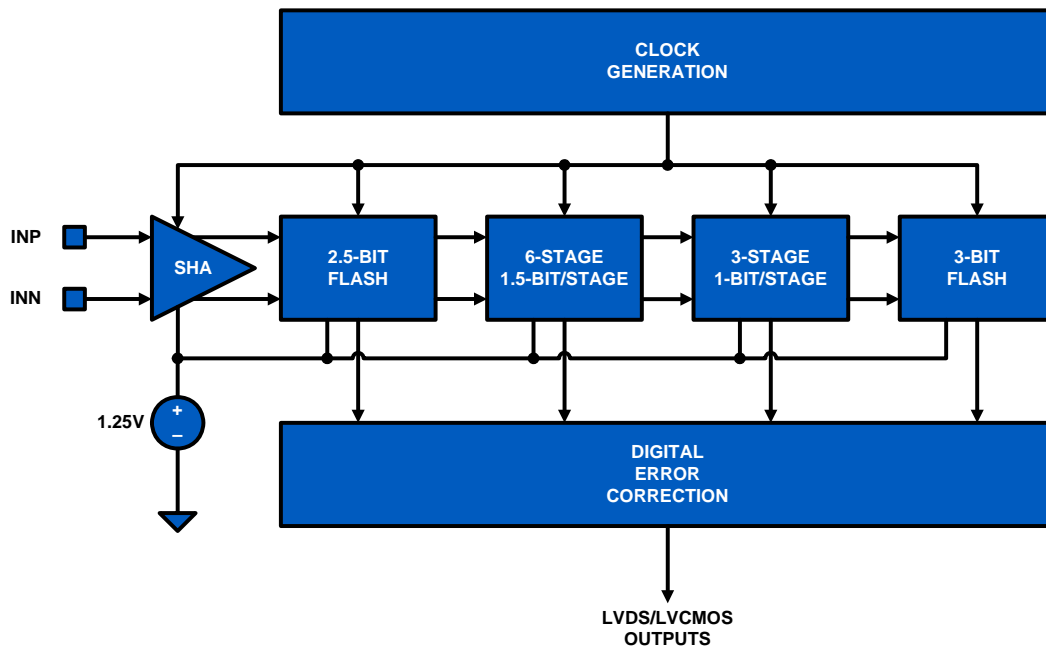 CLOCK
GENERATION
INP
INN
SHA
2.5-BIT
FLASH
6-STAGE
1.5-BIT/STAGE
3-STAGE
1-BIT/STAGE
3-BIT
FLASH
1.25V
+
–
DIGITAL
ERROR
CORRECTION
LVDS/LVCMOS
OUTPUTS